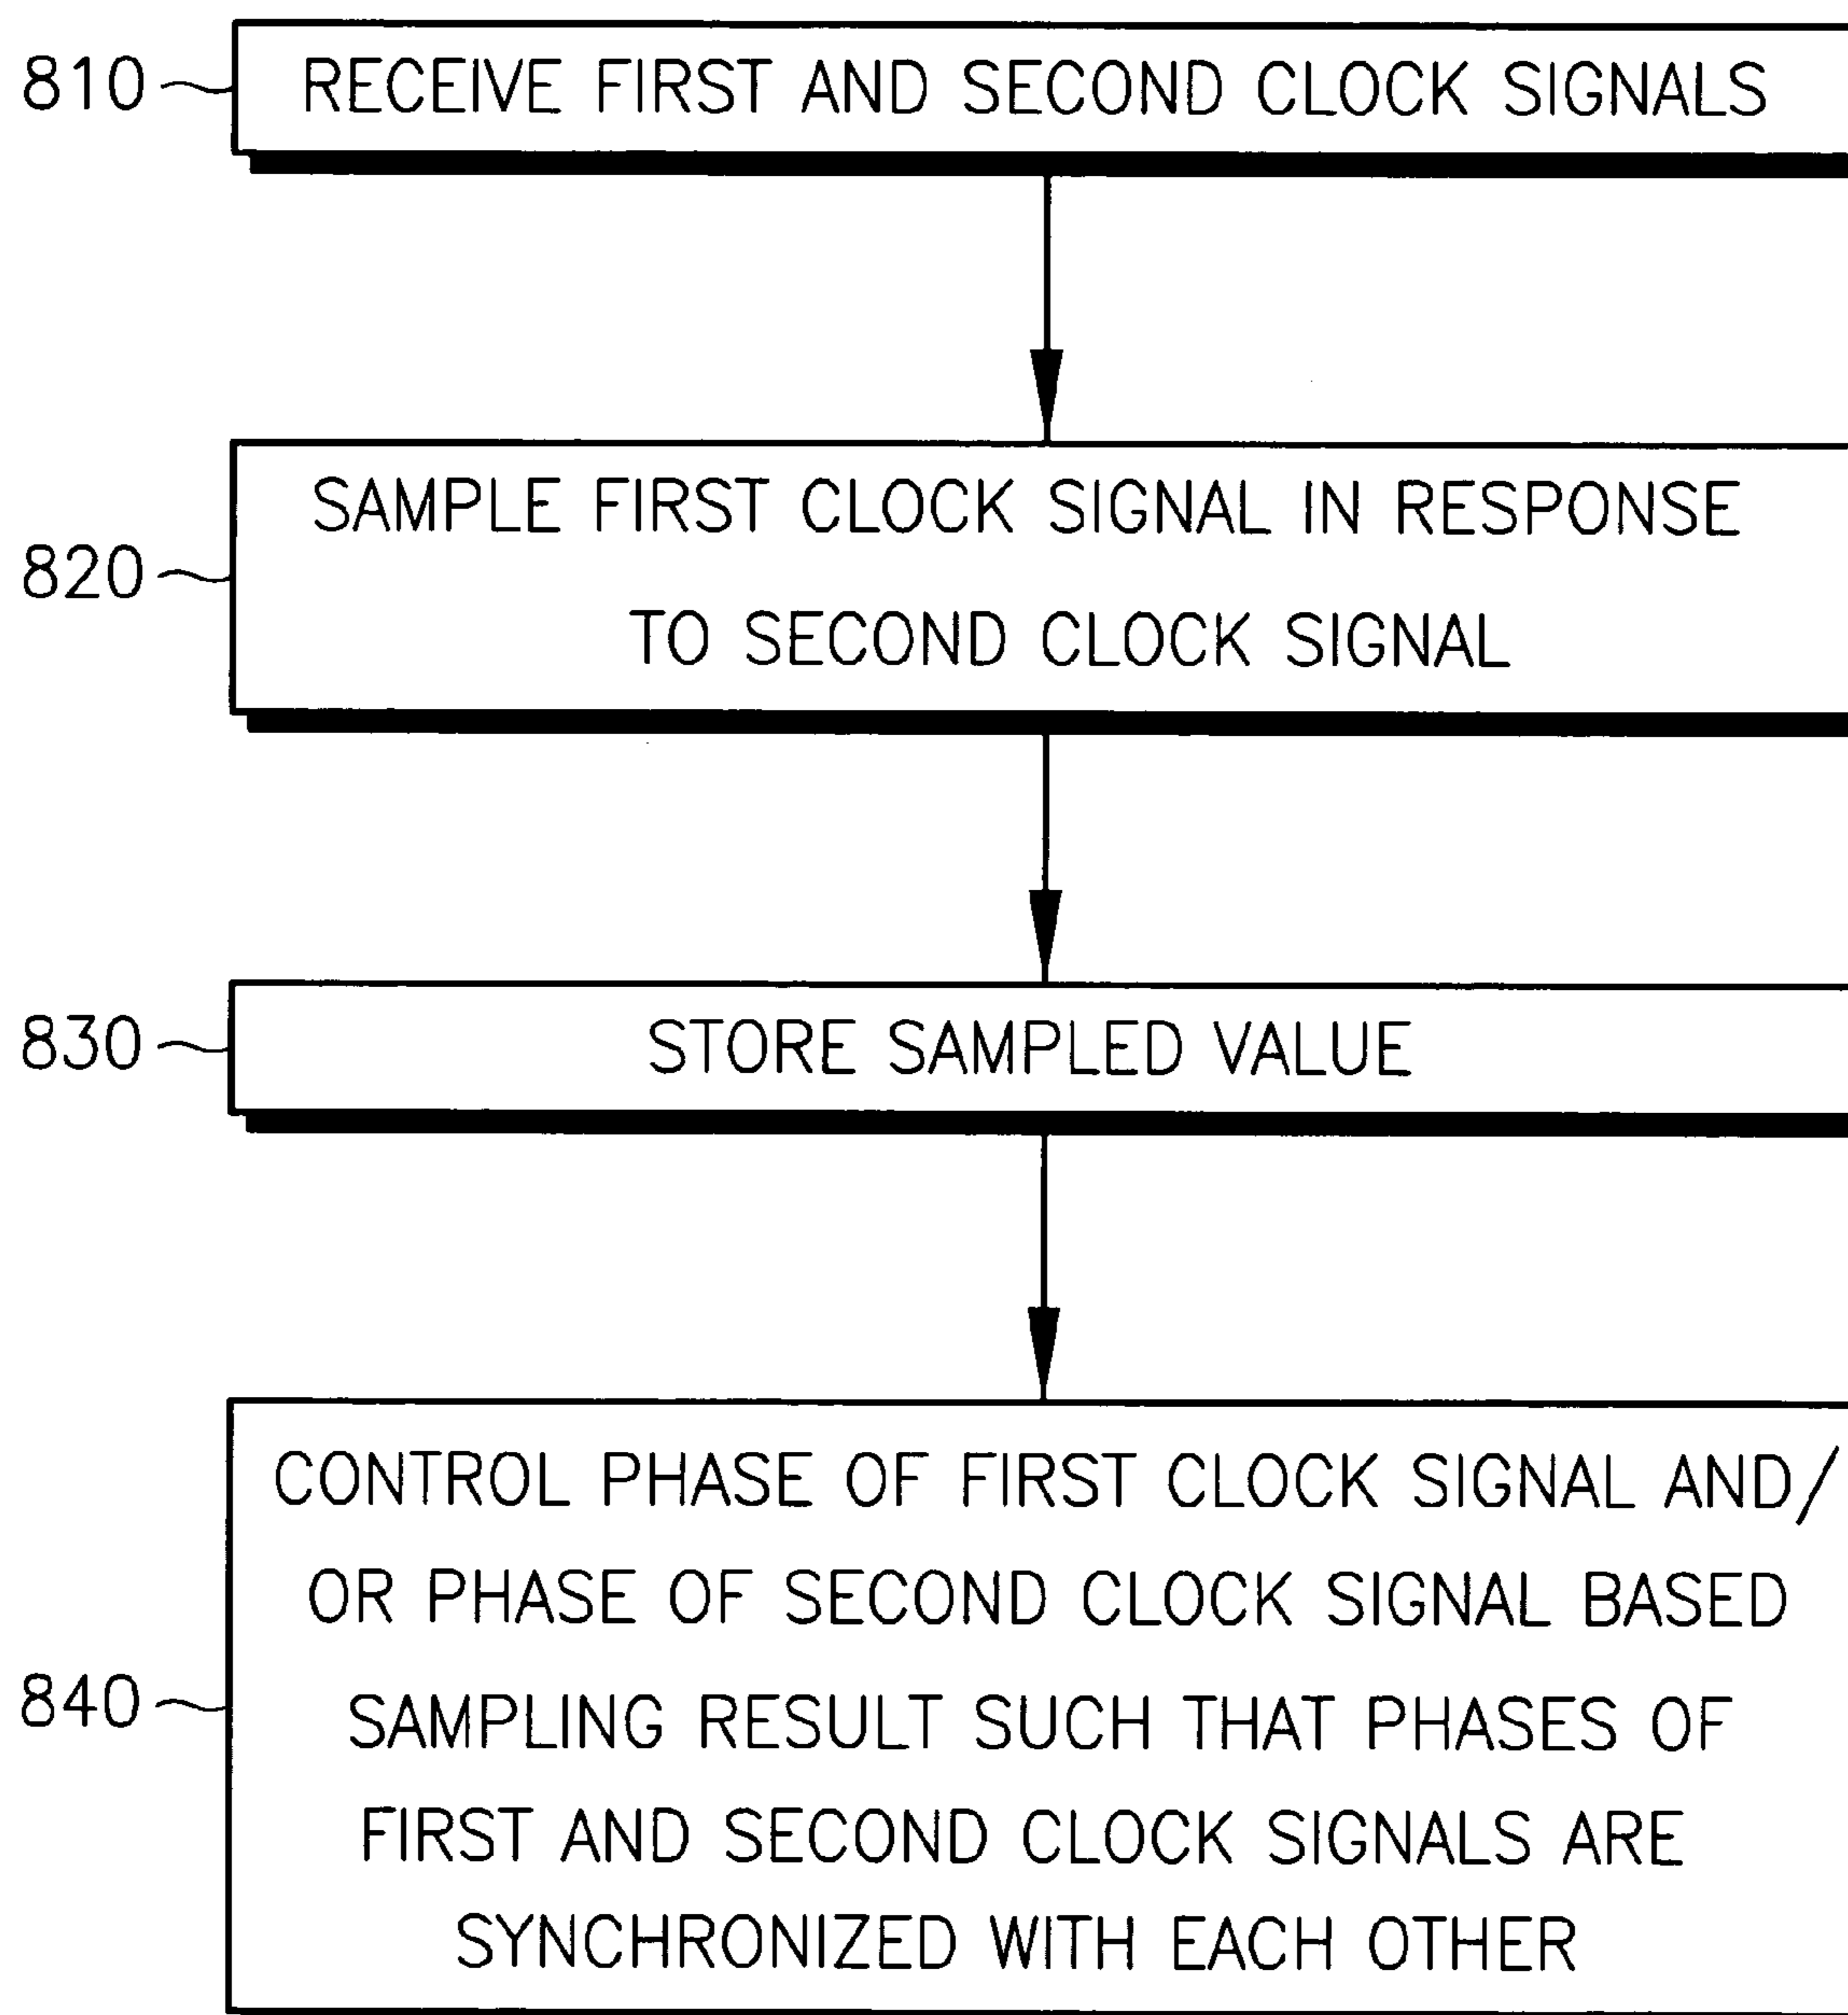 810 RECEIVE FIRST AND SECOND CLOCK SIGNALS
SAMPLE FIRST CLOCK SIGNAL IN RESPONSE
820
TO SECOND CLOCK SIGNAL
830 STORE SAMPLED VALUE
CONTROL PHASE OF FIRST CLOCK SIGNAL AND/
OR PHASE OF SECOND CLOCK SIGNAL BASED
840 SAMPLING RESULT SUCH THAT PHASES OF
FIRST AND SECOND CLOCK SIGNALS ARE
SYNCHRONIZED WITH EACH OTHER